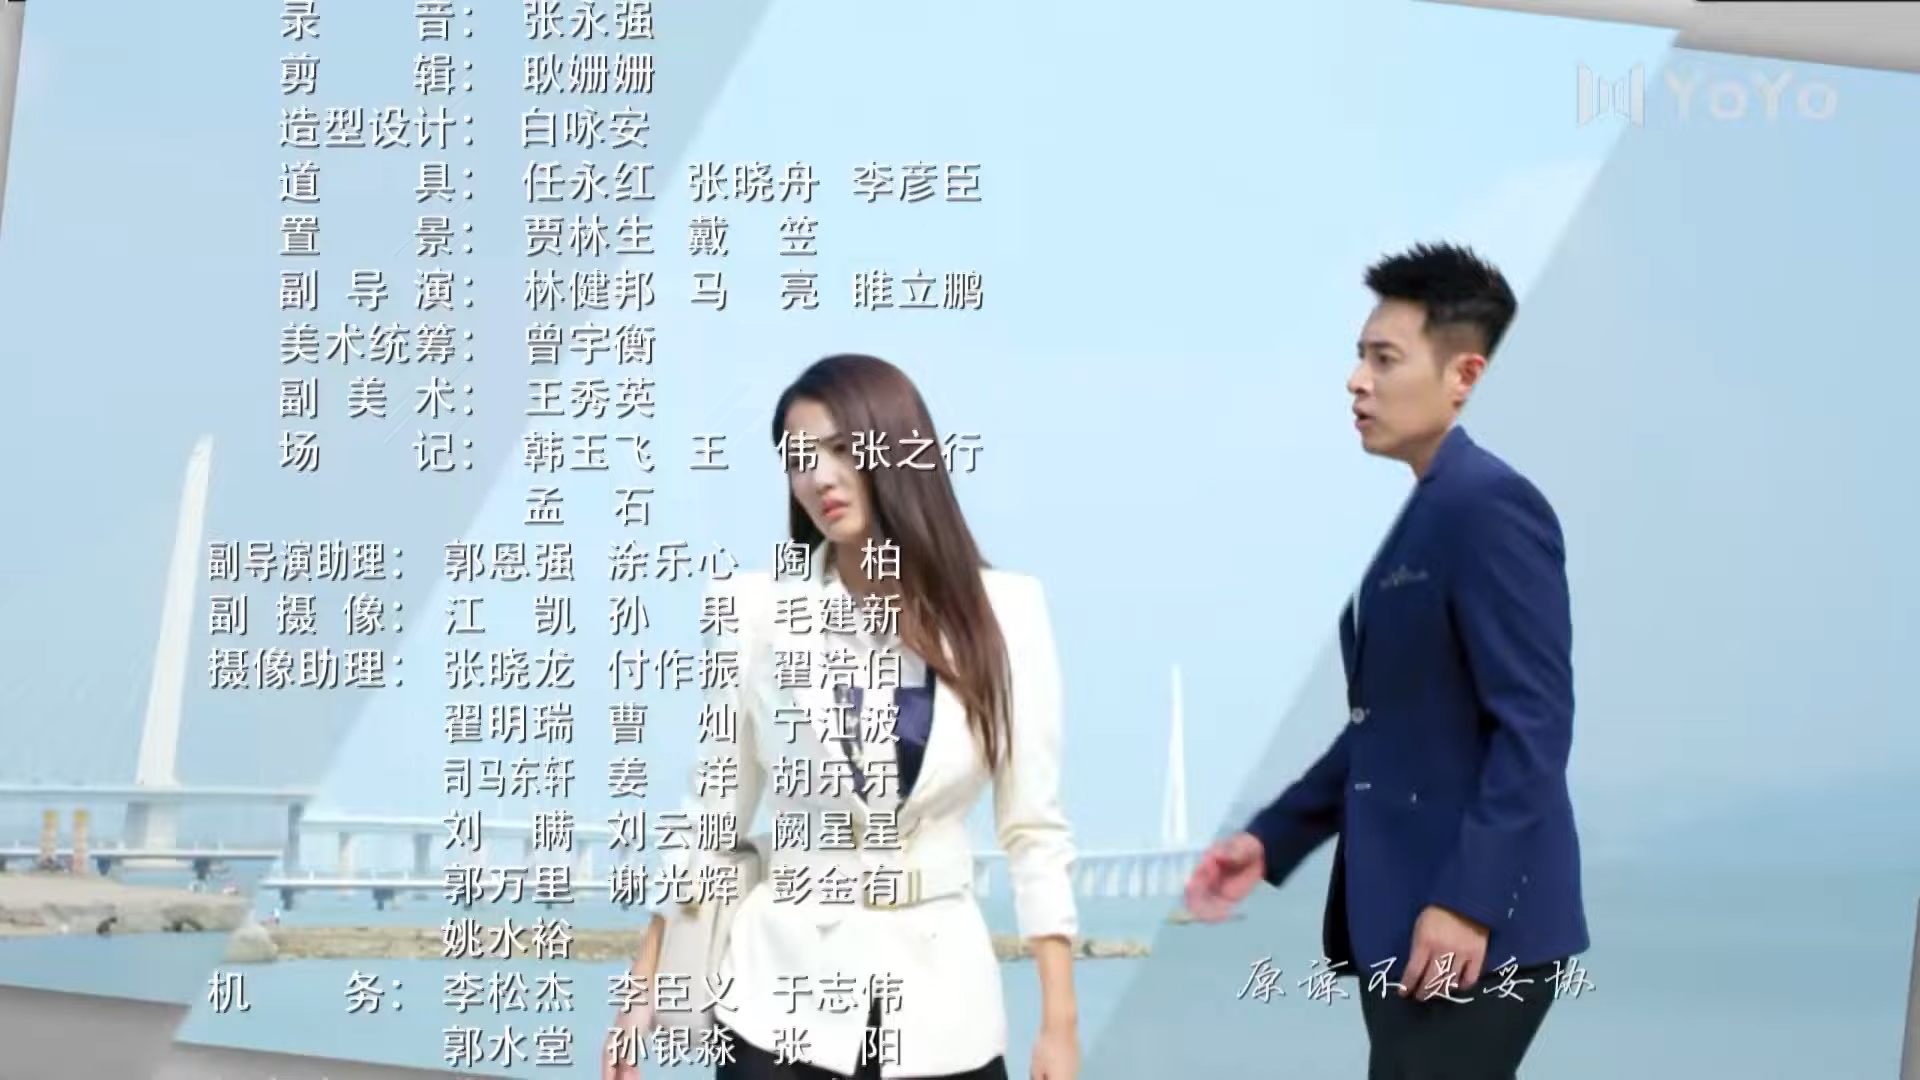 录音： 张永强
剪辑： 耿姗姗
造型设计： 白咏安
道具： 任永红 张晓舟 李彦臣
置景： 贾林生 戴笠
副导演： 林健邦 马亮 睢立鹏
美术统筹： 曾宇衡
副美术： 王秀英
场记： 韩玉飞 王伟 张之行
孟石
副导演助理： 郭恩强 涂乐心 陶柏
副摄像： 江凯 孙果 毛建新
摄像助理： 张晓龙 付作振 翟浩伯
翟明瑞 曹灿 宁江波
司马东轩 姜洋 胡乐乐
刘瞒 刘云鹏 阙星星
郭万里 谢光辉 彭金有
姚水裕
机务： 李松杰 李臣义 于志伟
郭水堂 孙银淼 张阳
YoYo
原谅不是妥协